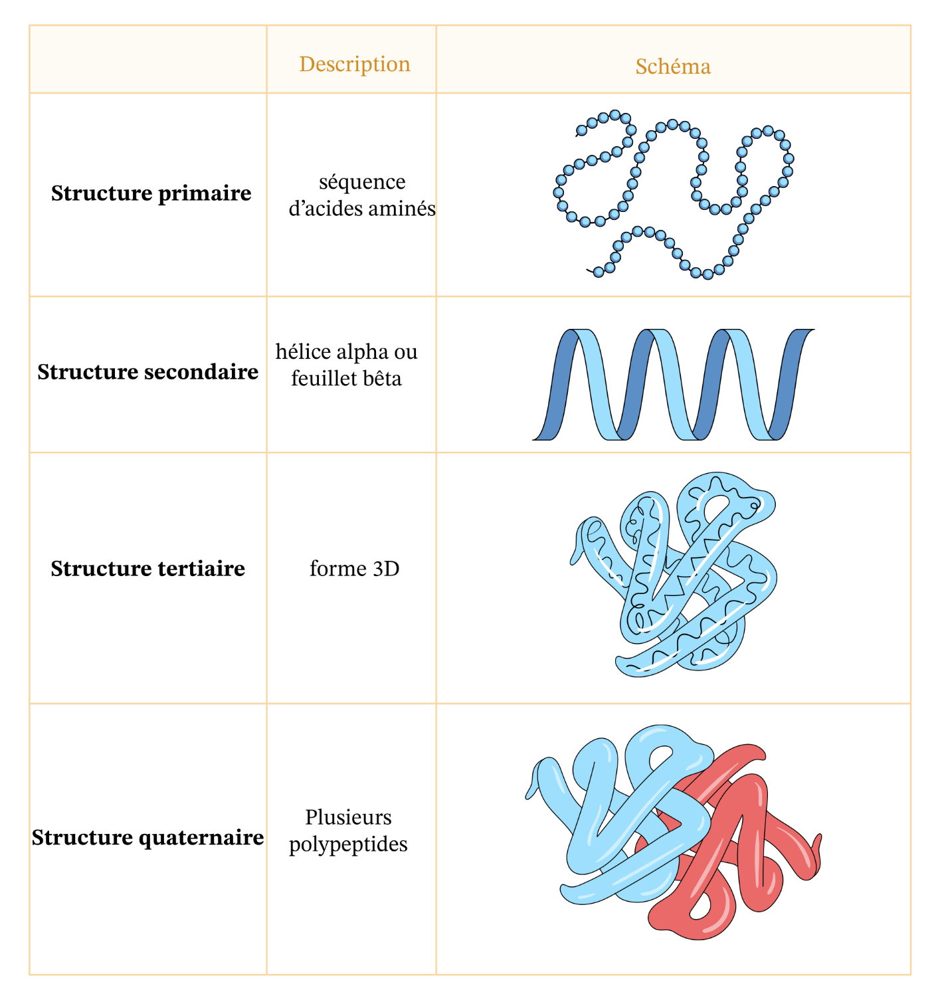 Description
Schéma
Structure primaire
séquence
d’acides aminés
Structure secondaire
hélice alpha ou
feuillet bêta
Structure tertiaire
forme 3D
Structure quaternaire
Plusieurs
polypeptides